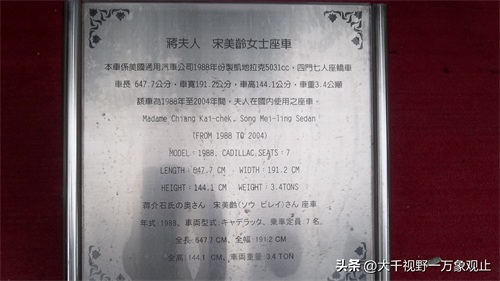 蔣夫人 宋美齡女士座車
本車係美國通用汽車公司1988年份製凱地拉克5031cc，四門七人座轎車
車長 647.7公分，車寬191.2公分，車高144.1公分，車重3.4公噸
該車為1988年至2004年間，夫人在國內使用之座車。
Madame Chiang Kai-chek, Song Mei-ling Sedan
(FROM 1988 TO 2004)
MODEL：1988, CADILLAC,SEATS：7
LENGTH：647.7 CM WIDTH：191.2 CM
HEIGHT：144.1 CM WEIGHT：3.4TONS
蒋介石氏の奥さん 宋美齡(ソウ ビレイ)さん 座車
年式:1988、車両型式：キャデラッタ、乗車定員：7 名、
全長：647.7 CM、全幅：191.2 CM
全高：144.1 CM、車両重量：3.4 TON
头条 @大千视野一万象观止